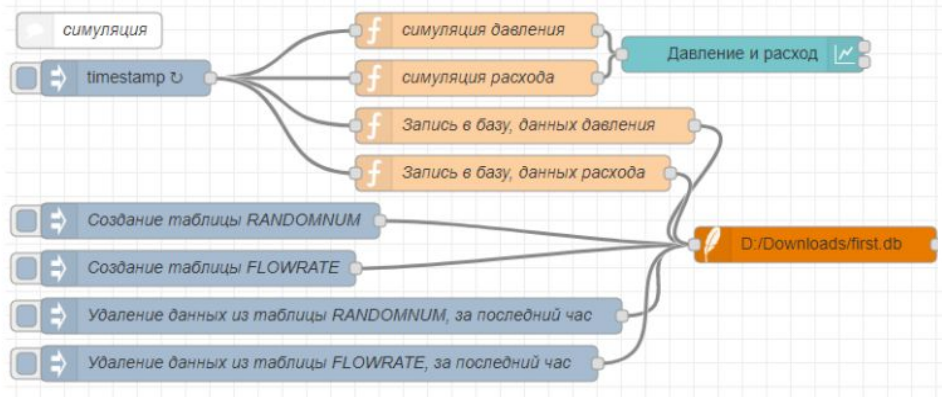 симуляция
timestamp ↻
симуляция давления
симуляция расхода
Давление и расход
Запись в базу, данных давления
Запись в базу, данных расхода
Создание таблицы RANDOMNUM
Создание таблицы FLOWRATE
Удаление данных из таблицы RANDOMNUM, за последний час
Удаление данных из таблицы FLOWRATE, за последний час
D:/Downloads/first.db